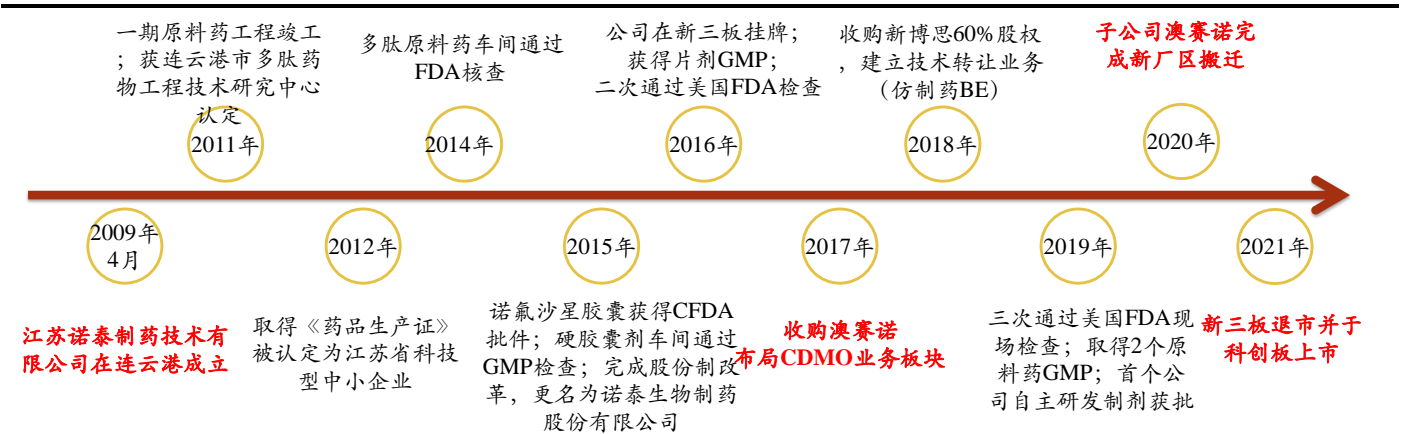 一期原料药工程竣工
；获连云港市多肽药
物工程技术研究中心
认定
2011年
多肽原料药车间通过
FDA核查
2014年
公司在新三板挂牌；
获得片剂GMP；
二次通过美国FDA检查
2016年
收购新博思60%股权
，建立技术转让业务
（仿制药BE）
2018年
子公司澳赛诺完
成新厂区搬迁
2020年
2009年
4月
江苏诺泰制药技术有
限公司在连云港成立
2012年
取得《药品生产证》
被认定为江苏省科技
型中小企业
2015年
诺氟沙星胶囊获得CFDA
批件；硬胶囊剂车间通过
GMP检查；完成股份制改
革，更名为诺泰生物制药
股份有限公司
2017年
收购澳赛诺
布局CDMO业务板块
2019年
三次通过美国FDA现
场检查；取得2个原
料药GMP；首个公
司自主研发制剂获批
2021年
新三板退市并于
科创板上市